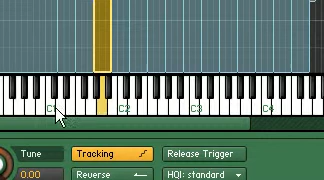 C1 C2 C3 C4
Tune Tracking Release Trigger
0.00 Reverse HQI: standard